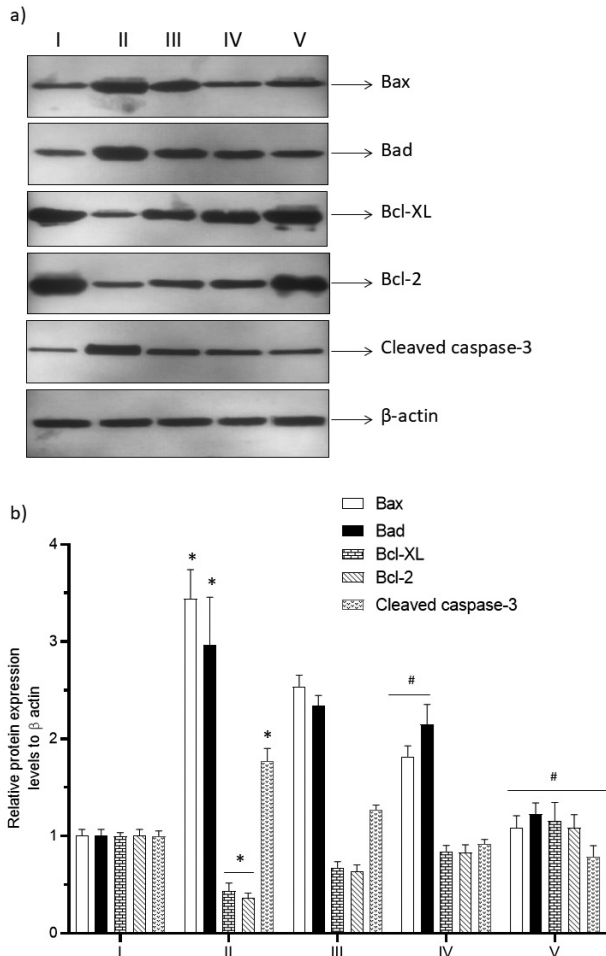 a)
I II III IV V
Bax
Bad
Bcl-XL
Bcl-2
Cleaved caspase-3
β-actin
b)
Bax
Bad
Bcl-XL
Bcl-2
Cleaved caspase-3
Relative protein expression
levels to β actin
4
3
2
1
0
* * * *
# #
I II III IV V